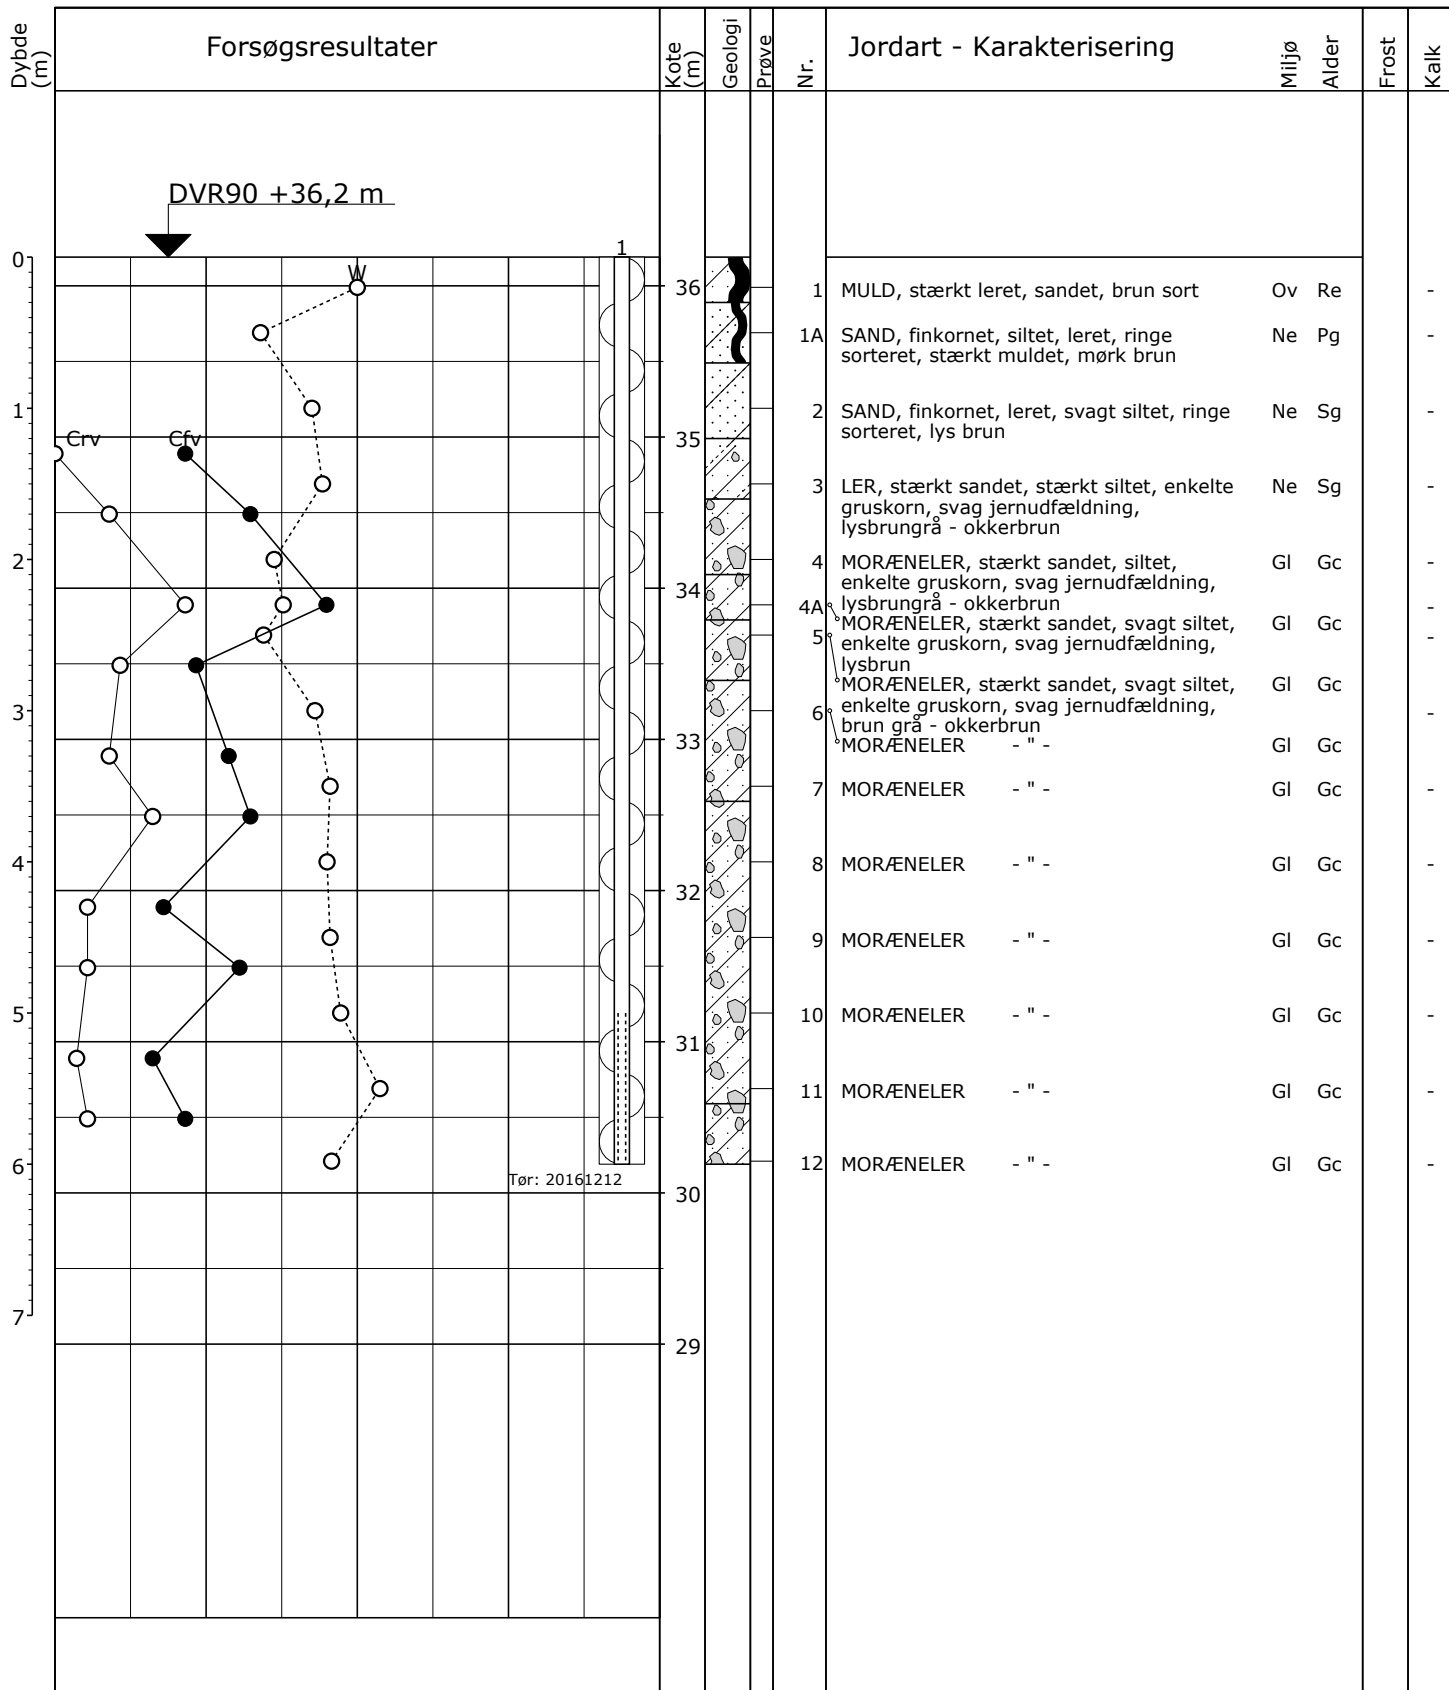 Dybde (m)
Forsøgsresultater
Kote (m)
Geologi
Prøve
Nr.
Jordart - Karakterisering
Miljø
Alder
Frost
Kalk
DVR90 +36,2 m
1
0
W
36
1 MULD, stærkt leret, sandet, brun sort Ov Re -
1A SAND, finkornet, siltet, leret, ringe Ne Pg -
sorteret, stærkt muldet, mørk brun
1
2 SAND, finkornet, leret, svagt siltet, ringe Ne Sg -
sorteret, lys brun
Crv
Cfv
35
3 LER, stærkt sandet, stærkt siltet, enkelte Ne Sg -
gruskorn, svag jernudfældning,
lysbrungrå - okkerbrun
2
4 MORÆNELER, stærkt sandet, siltet, Gl Gc -
enkelte gruskorn, svag jernudfældning,
lysbrungrå - okkerbrun
34
4A MORÆNELER, stærkt sandet, svagt siltet, Gl Gc -
enkelte gruskorn, svag jernudfældning,
lysbrun
5 MORÆNELER, stærkt sandet, svagt siltet, Gl Gc -
enkelte gruskorn, svag jernudfældning,
brun grå - okkerbrun
3
6 MORÆNELER - " - Gl Gc -
33
7 MORÆNELER - " - Gl Gc -
4
8 MORÆNELER - " - Gl Gc -
32
9 MORÆNELER - " - Gl Gc -
5
10 MORÆNELER - " - Gl Gc -
31
11 MORÆNELER - " - Gl Gc -
6
12 MORÆNELER - " - Gl Gc -
Tør: 20161212
30
7
29